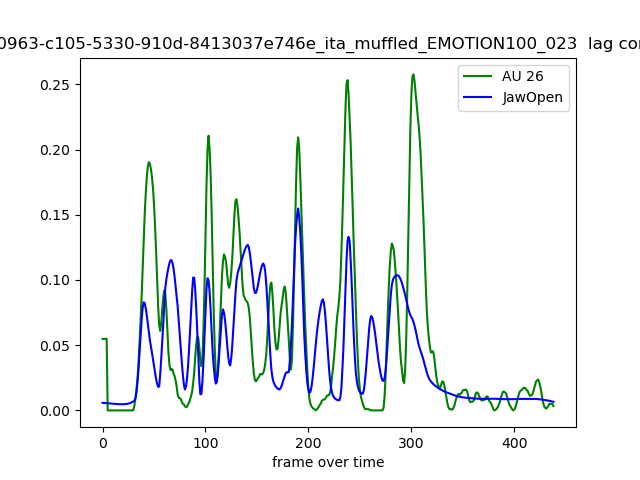 0963-c105-5330-910d-8413037e746e_ita_muffled_EMOTION100_023 lag
AU 26
JawOpen
0.25
0.20
0.15
0.10
0.05
0.00
0 100 200 300 400
frame over time